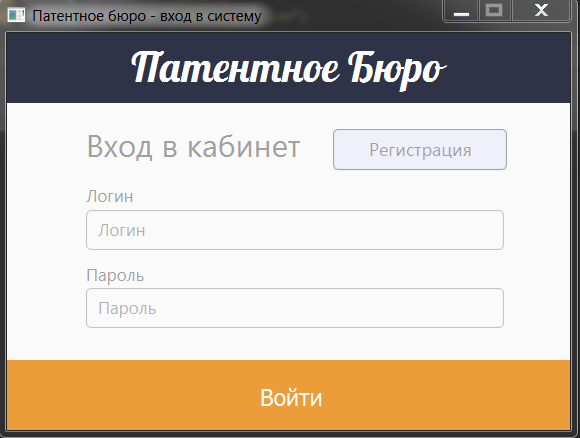 Патентное бюро - вход в систему
Патентное Бюро
Вход в кабинет
Регистрация
Логин
Логин
Пароль
Пароль
Войти